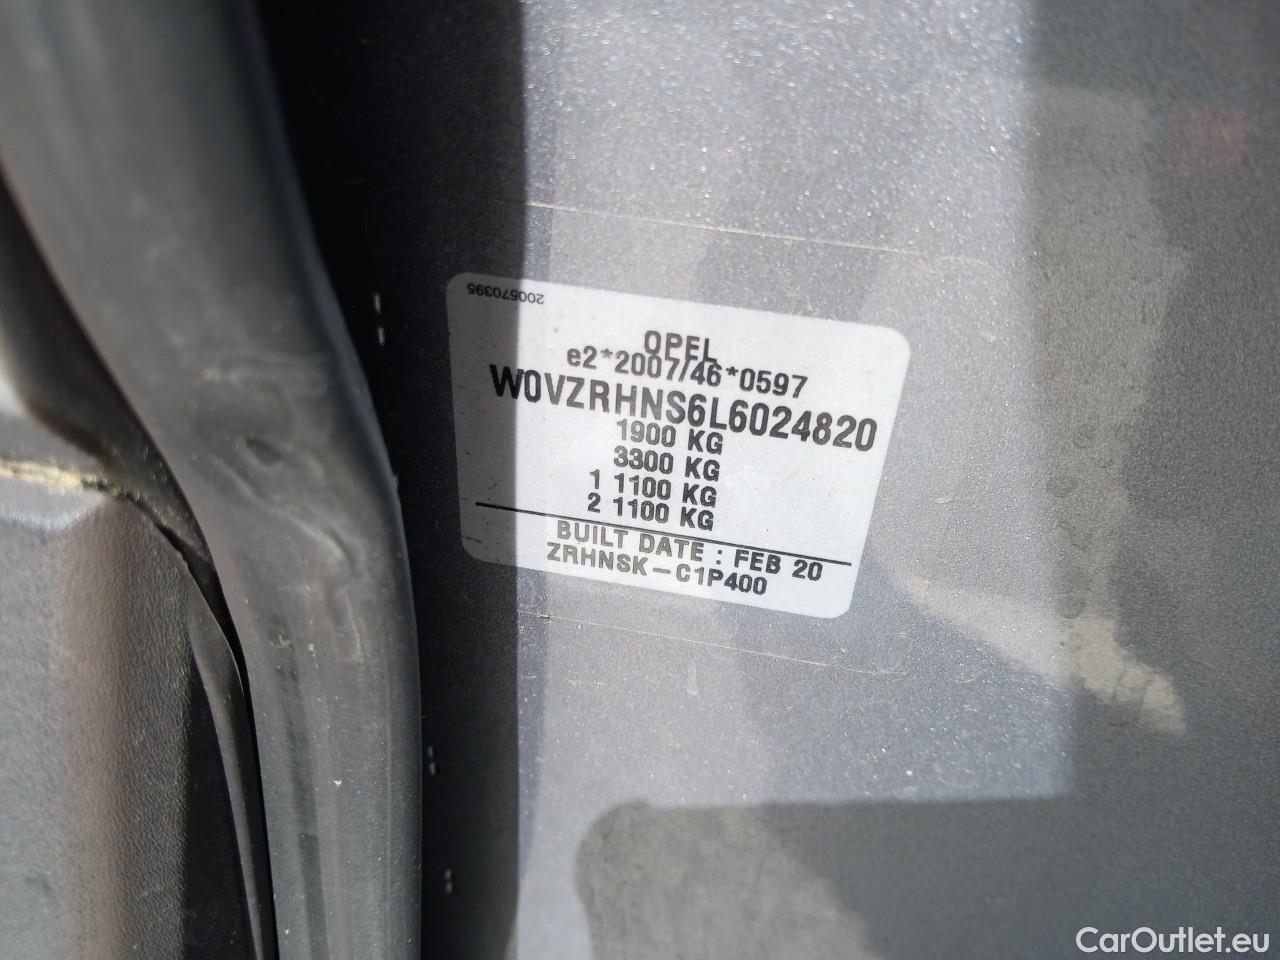 200570395
OPEL
e2*2007/46*0597
W0VZRHNS6L6024820
1900 KG
3300 KG
1 1100 KG
2 1100 KG
BUILT DATE : FEB 20
ZRHNSK-C1P400
CarOutlet.eu